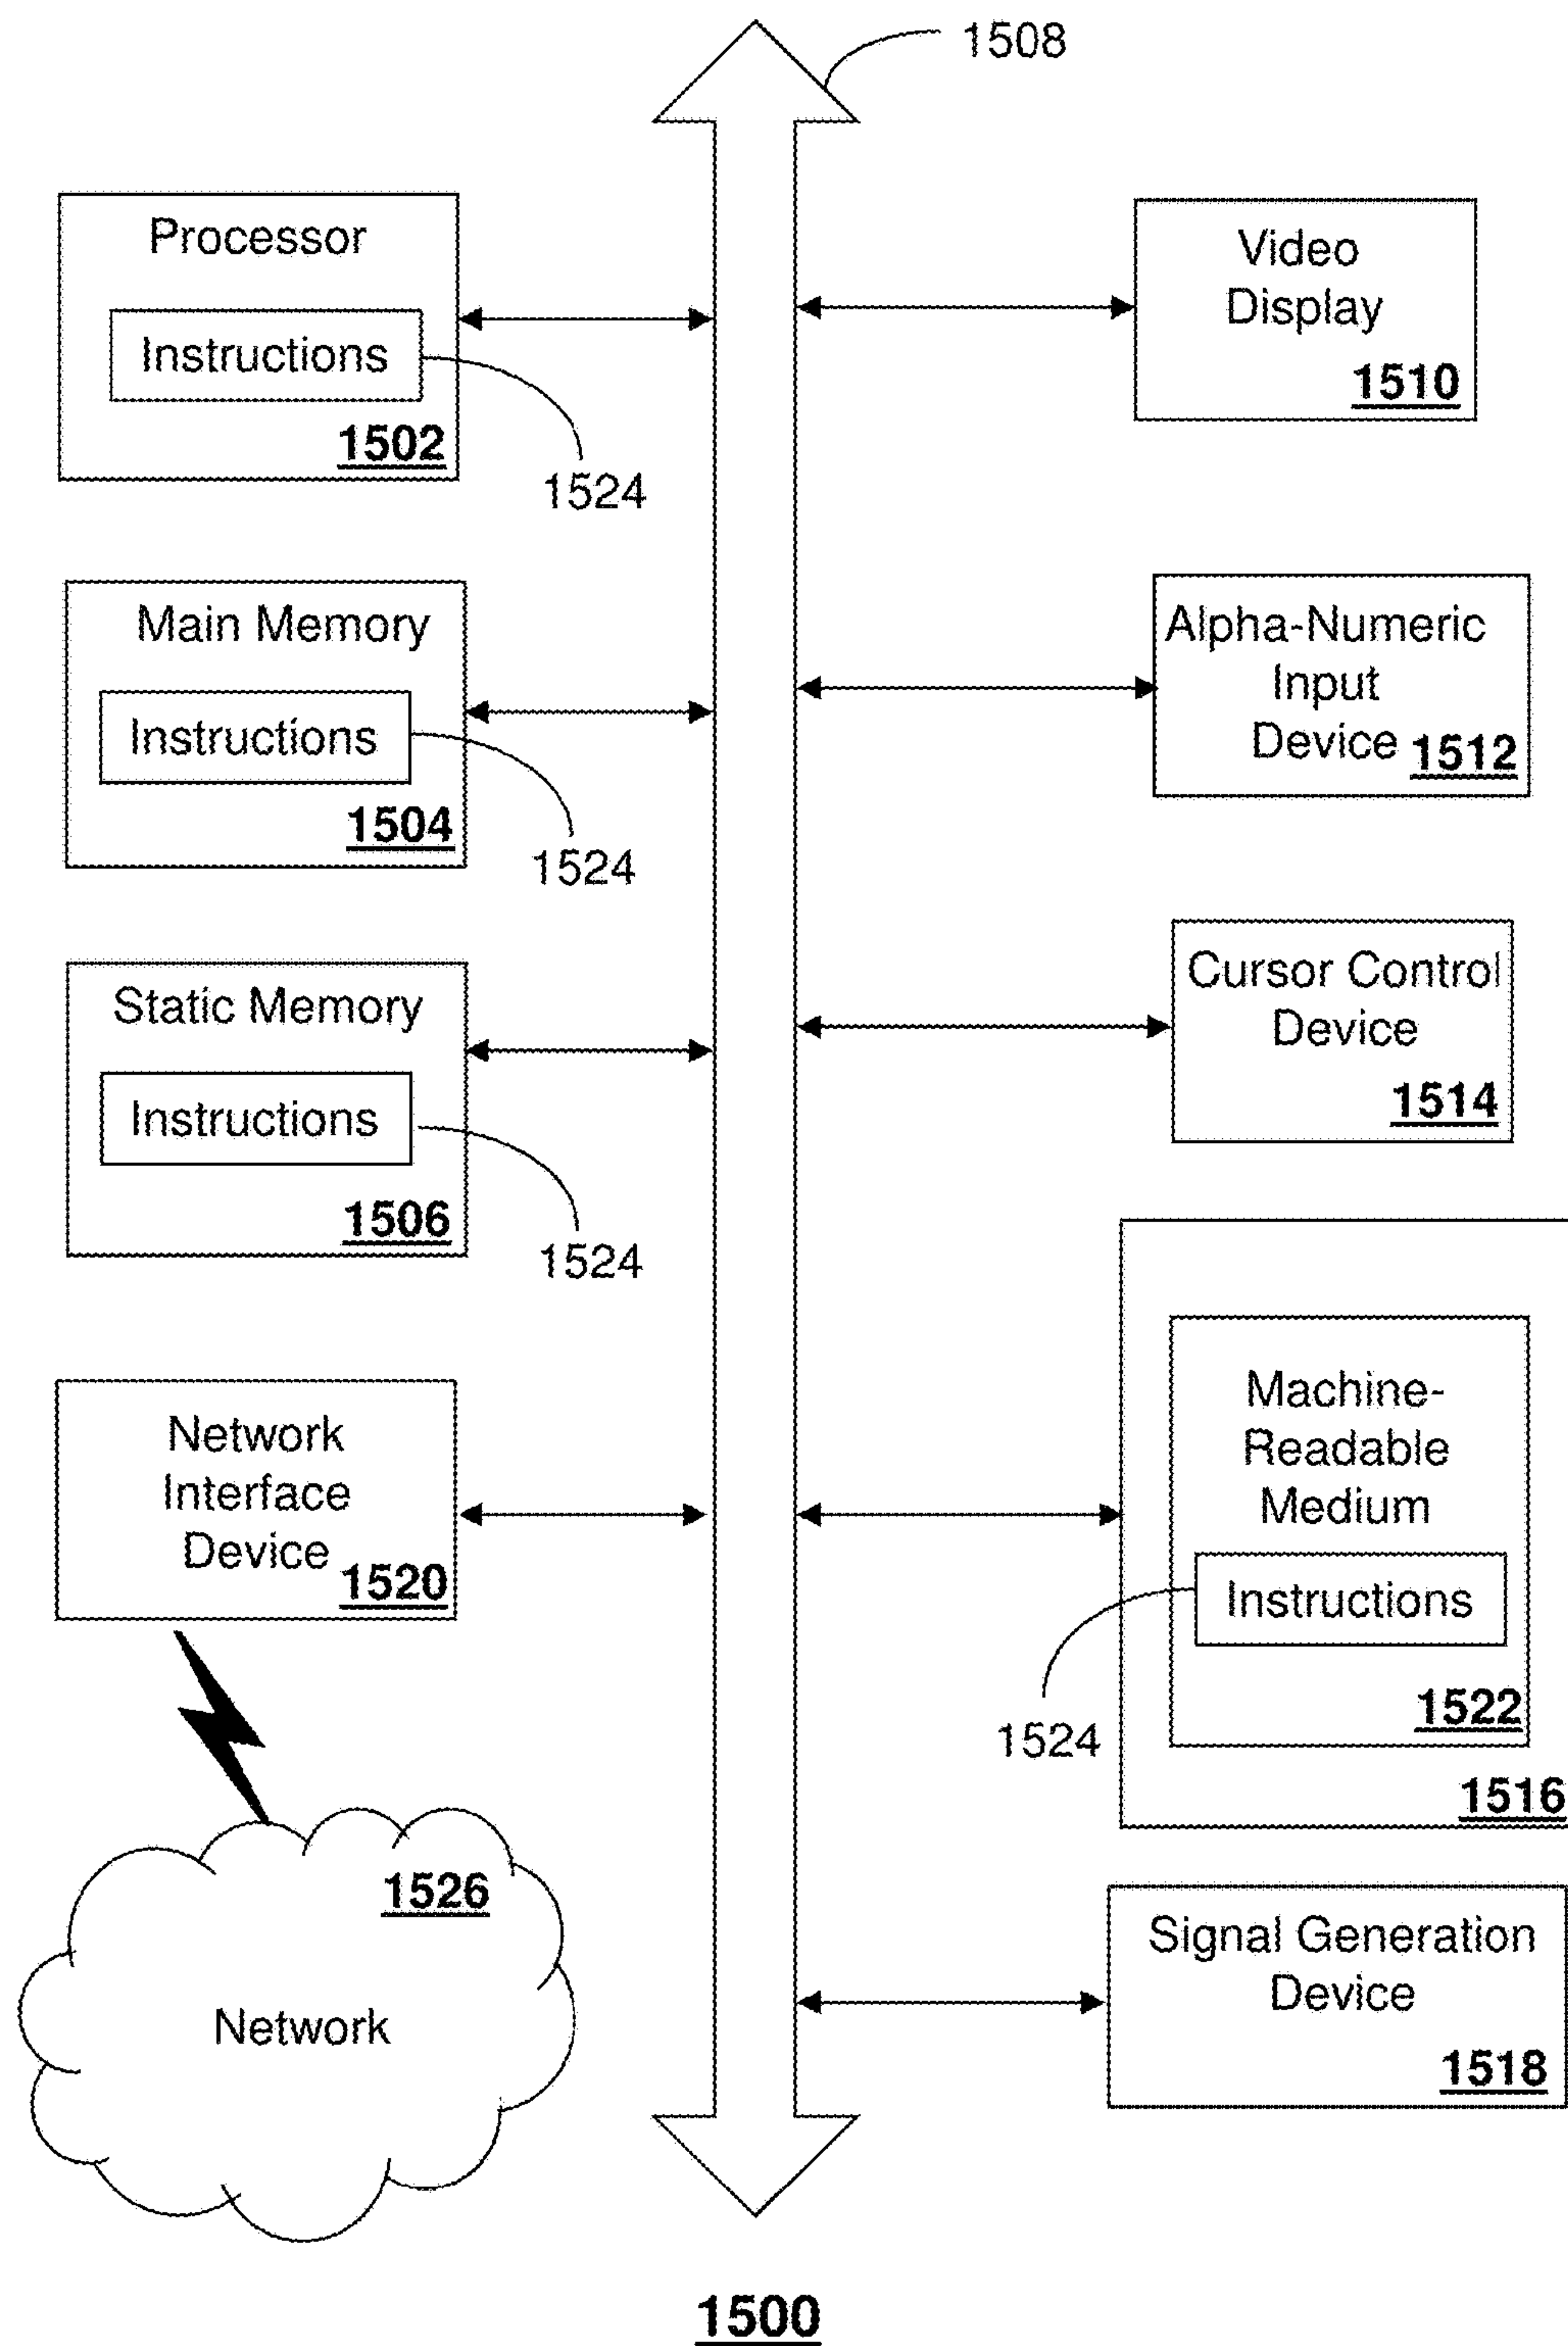 1508
Processor
Instructions
1502
1524
Main Memory
Instructions
1504
1524
Static Memory
Instructions
1506
1524
Network
Interface
Device
1520
1526
Network
Video
Display
1510
Alpha-Numeric
Input
Device 1512
Cursor Control
Device
1514
Machine-
Readable
Medium
Instructions
1522
1524
1516
Signal Generation
Device
1518
1500